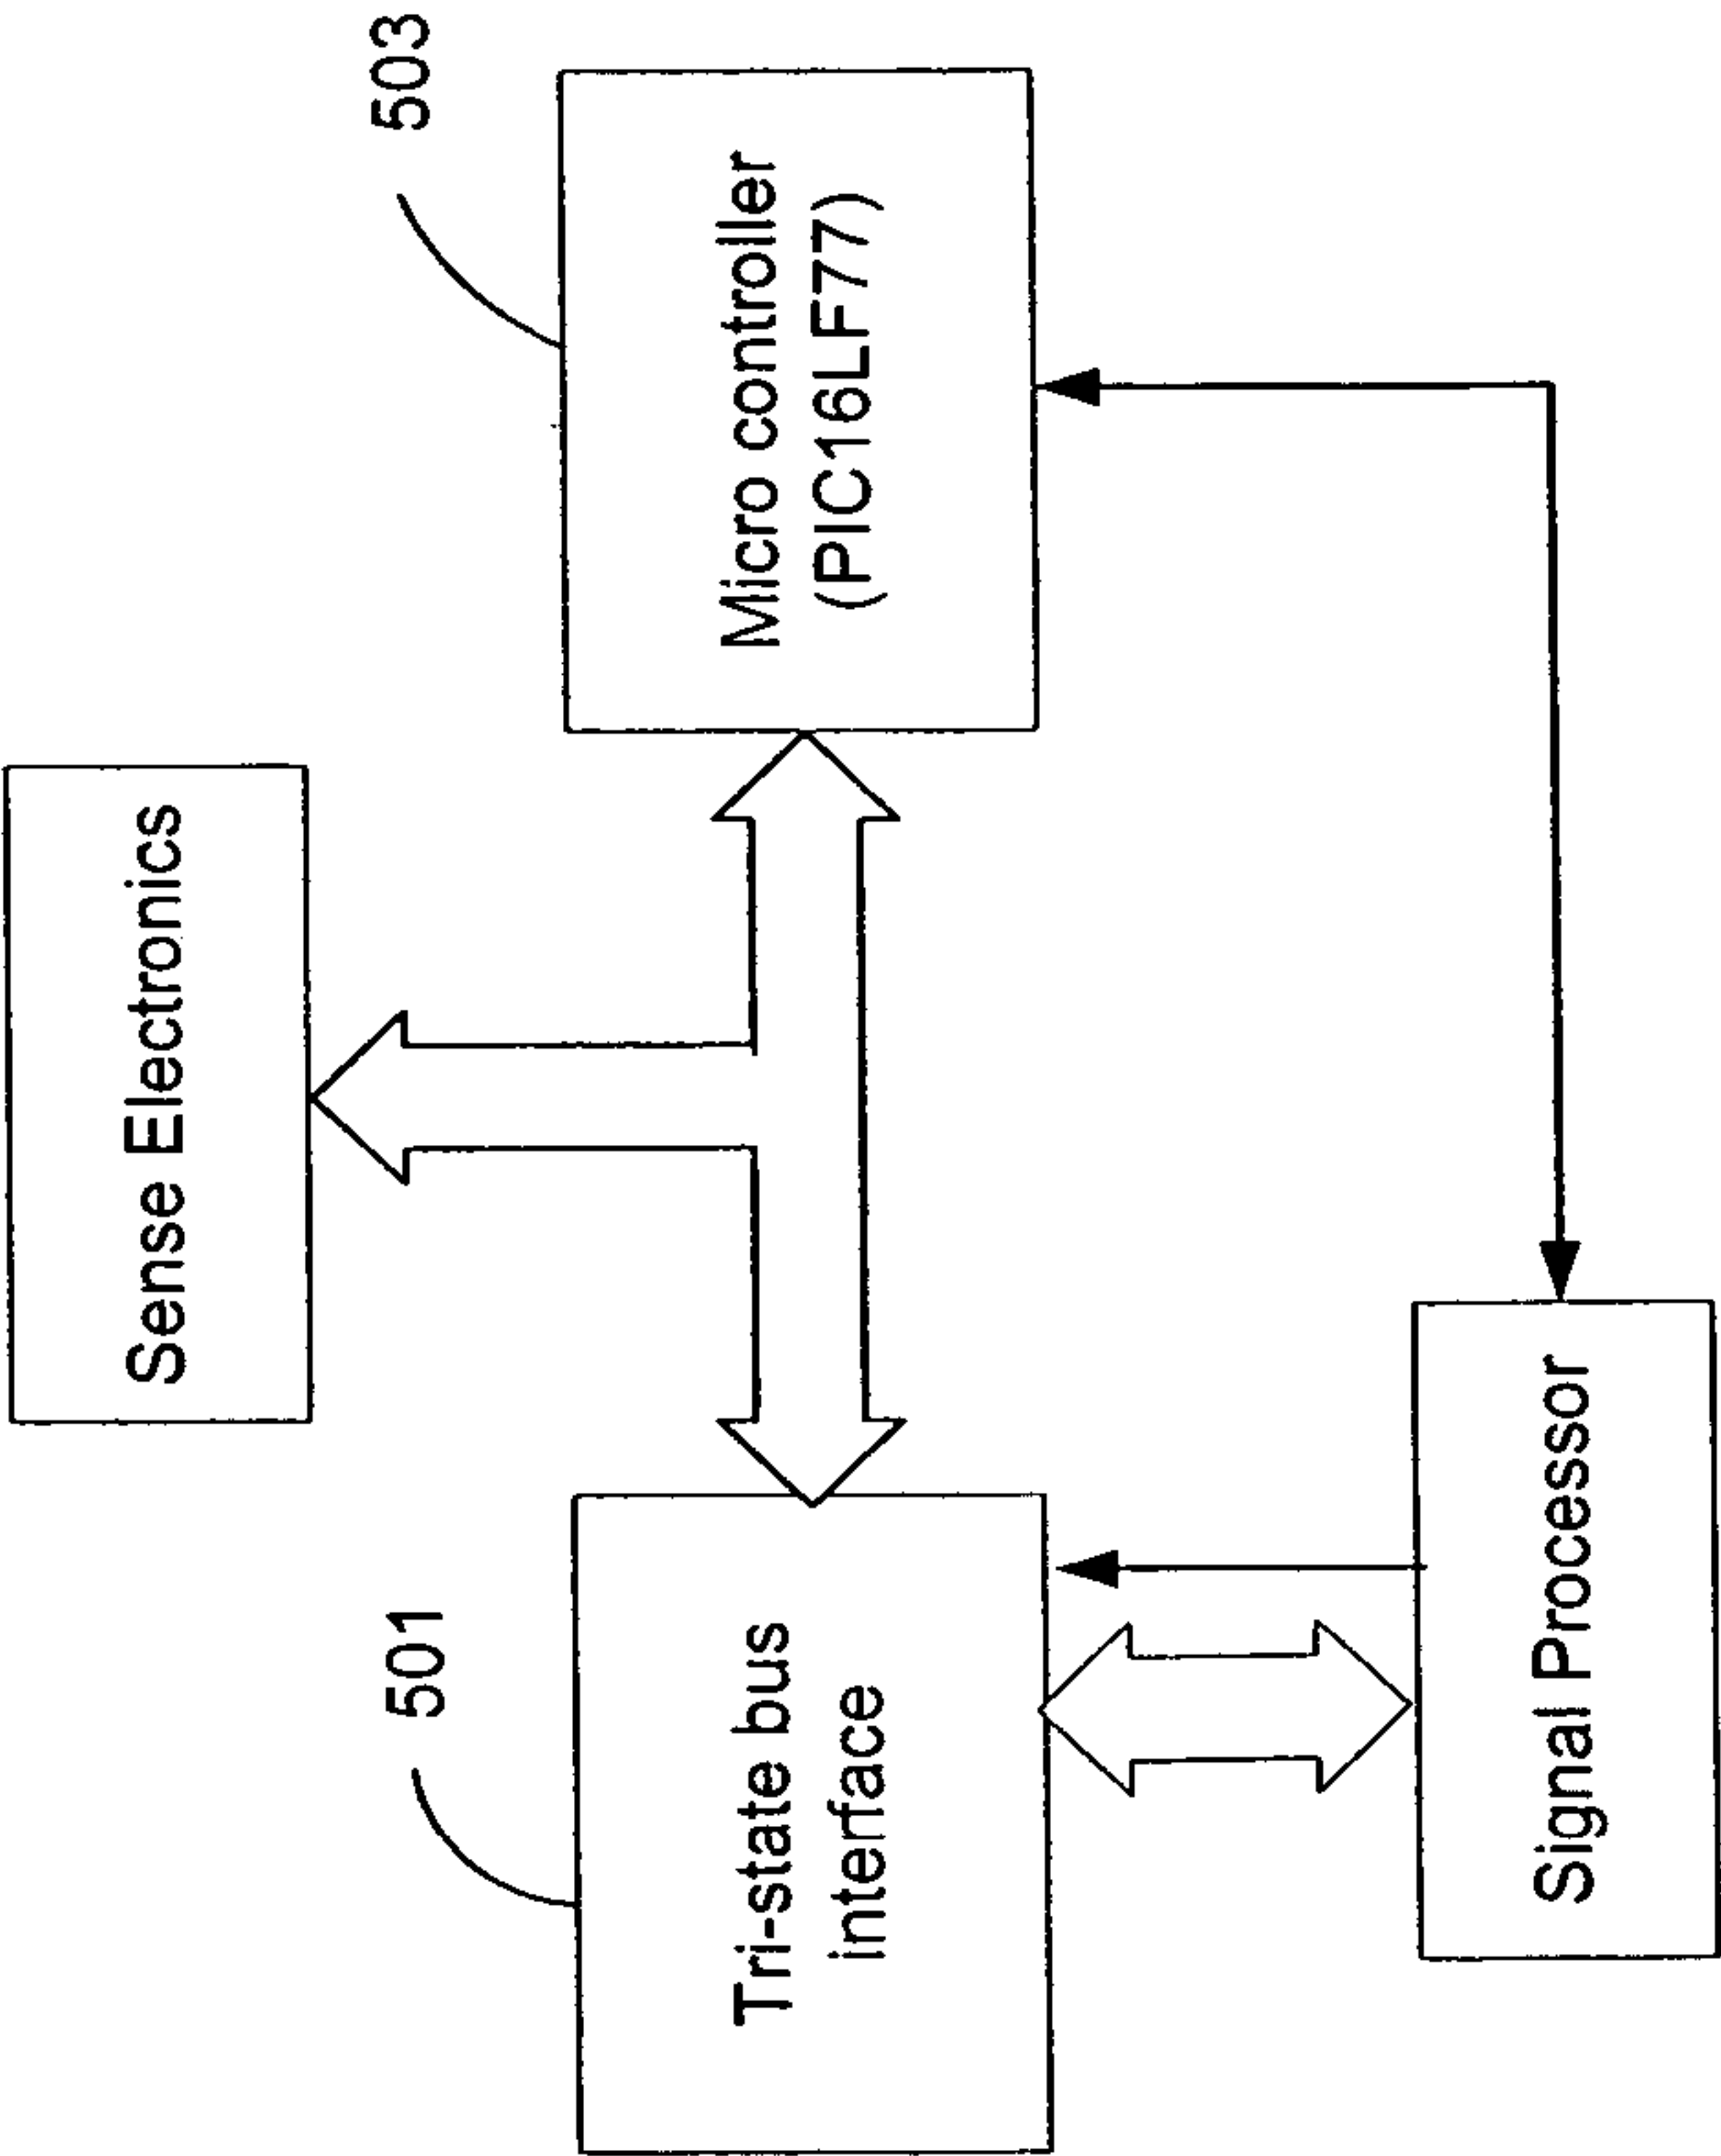 Sense Electronics
501
503
Tri-state bus
interface
Micro controller
(PIC16LF77)
Signal Processor